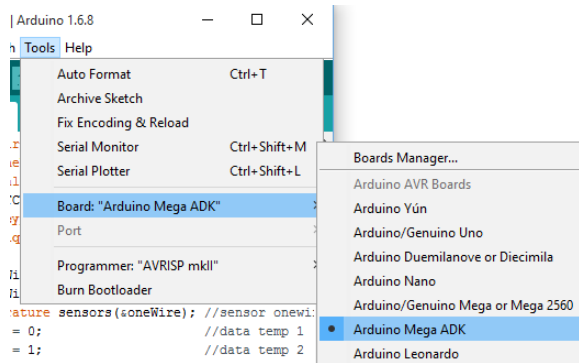 | Arduino 1.6.8
Tools Help
Auto Format Ctrl+T
Archive Sketch
Fix Encoding & Reload
Serial Monitor Ctrl+Shift+M
Serial Plotter Ctrl+Shift+L
Board: "Arduino Mega ADK"
Port
Programmer: "AVRISP mkII"
Burn Bootloader
Boards Manager...
Arduino AVR Boards
Arduino Yún
Arduino/Genuino Uno
Arduino Duemilanove or Diecimila
Arduino Nano
Arduino/Genuino Mega or Mega 2560
Arduino Mega ADK
Arduino Leonardo
ature sensors(&oneWire); //sensor onewi
= 0; //data temp 1
= 1; //data temp 2